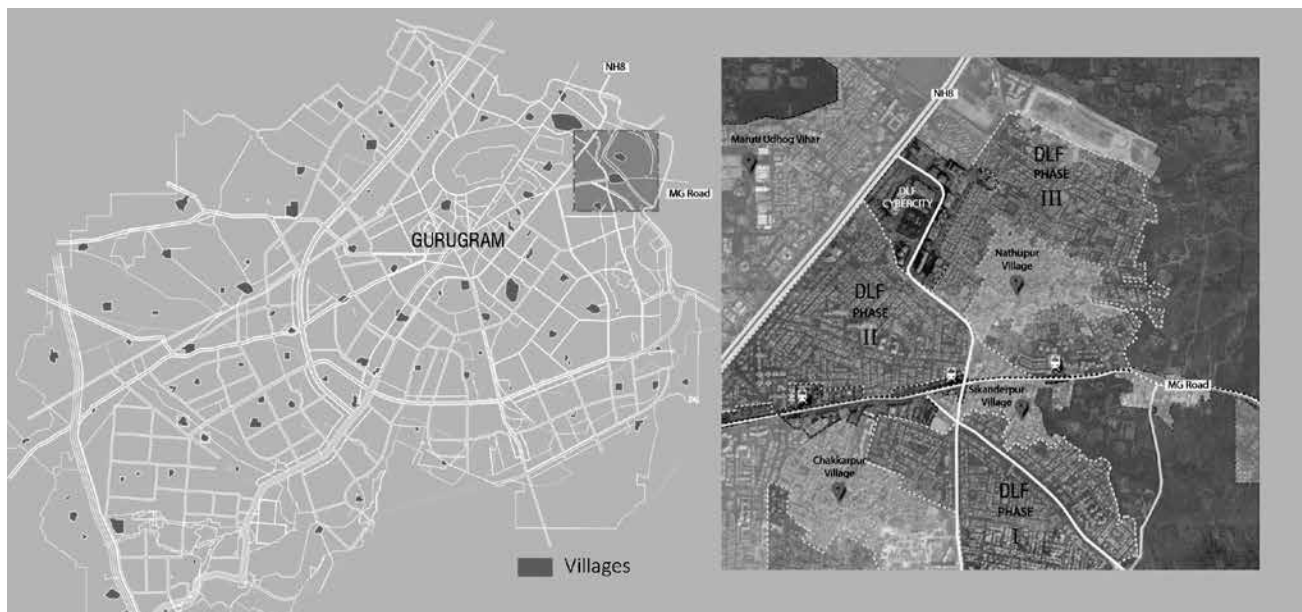 NH8
MG Road
GURUGRAM
Villages
NH8
Maruti Udhog Vihar
DLF
PHASE
III
DLF
CYBERCITY
Nathupur
Village
DLF
PHASE
II
MG Road
Sikanderpur
Village
Chakkarpur
Village
DLF
PHASE
I